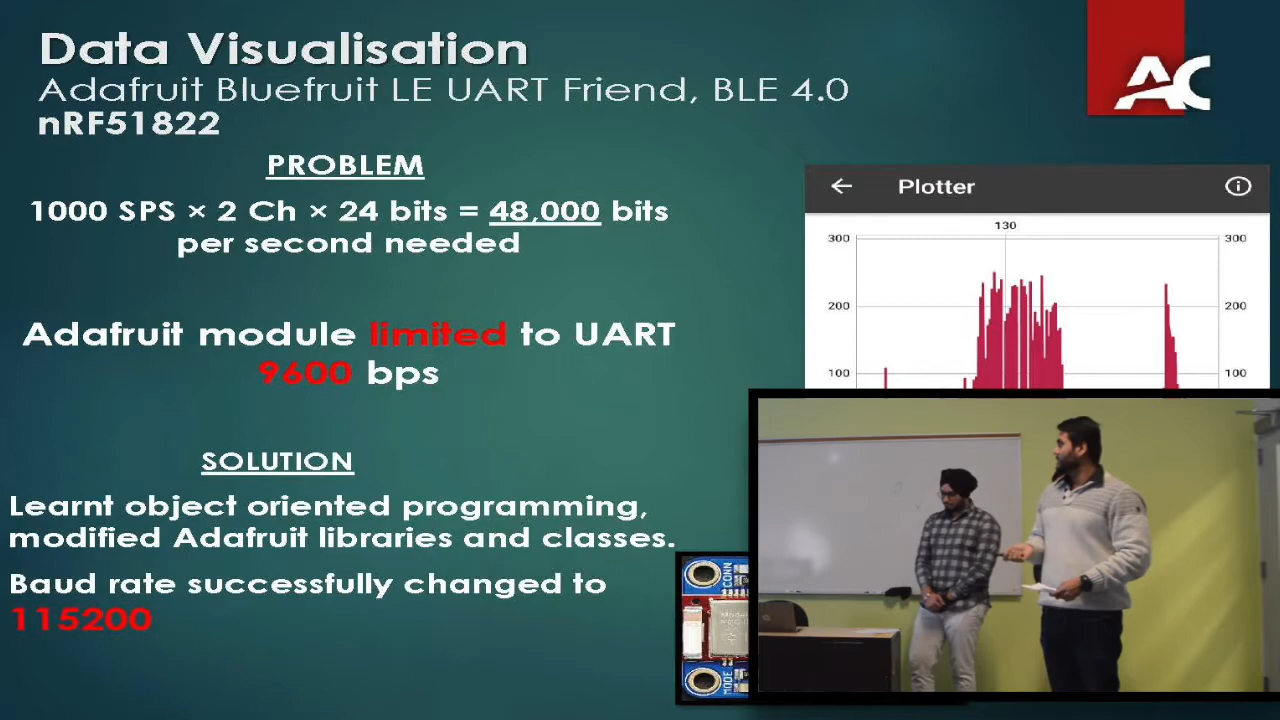 Data Visualisation
Adafruit Bluefruit LE UART Friend, BLE 4.0
nRF51822
PROBLEM
1000 SPS × 2 Ch × 24 bits = 48,000 bits
per second needed
Adafruit module limited to UART
9600 bps
SOLUTION
Learnt object oriented programming,
modified Adafruit libraries and classes.
Baud rate successfully changed to
115200
AC
Plotter
130
300 300
200 200
100 100
CONN
MODE